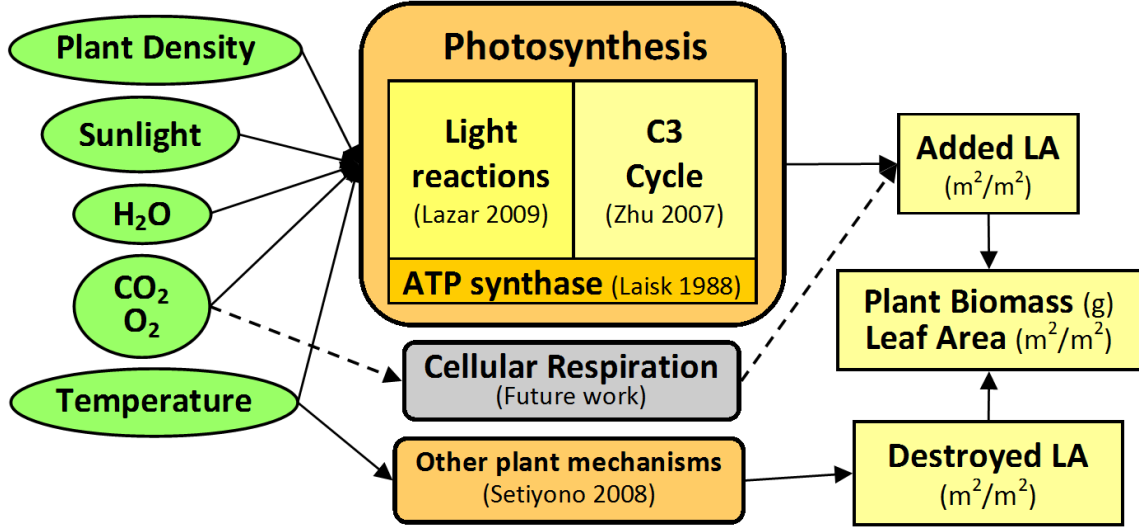 Plant Density
Sunlight
H₂O
CO₂
O₂
Temperature
Photosynthesis
Light
reactions
(Lazar 2009)
C3
Cycle
(Zhu 2007)
ATP synthase (Laisk 1988)
Cellular Respiration
(Future work)
Other plant mechanisms
(Setiyono 2008)
Added LA
(m²/m²)
Plant Biomass (g)
Leaf Area (m²/m²)
Destroyed LA
(m²/m²)